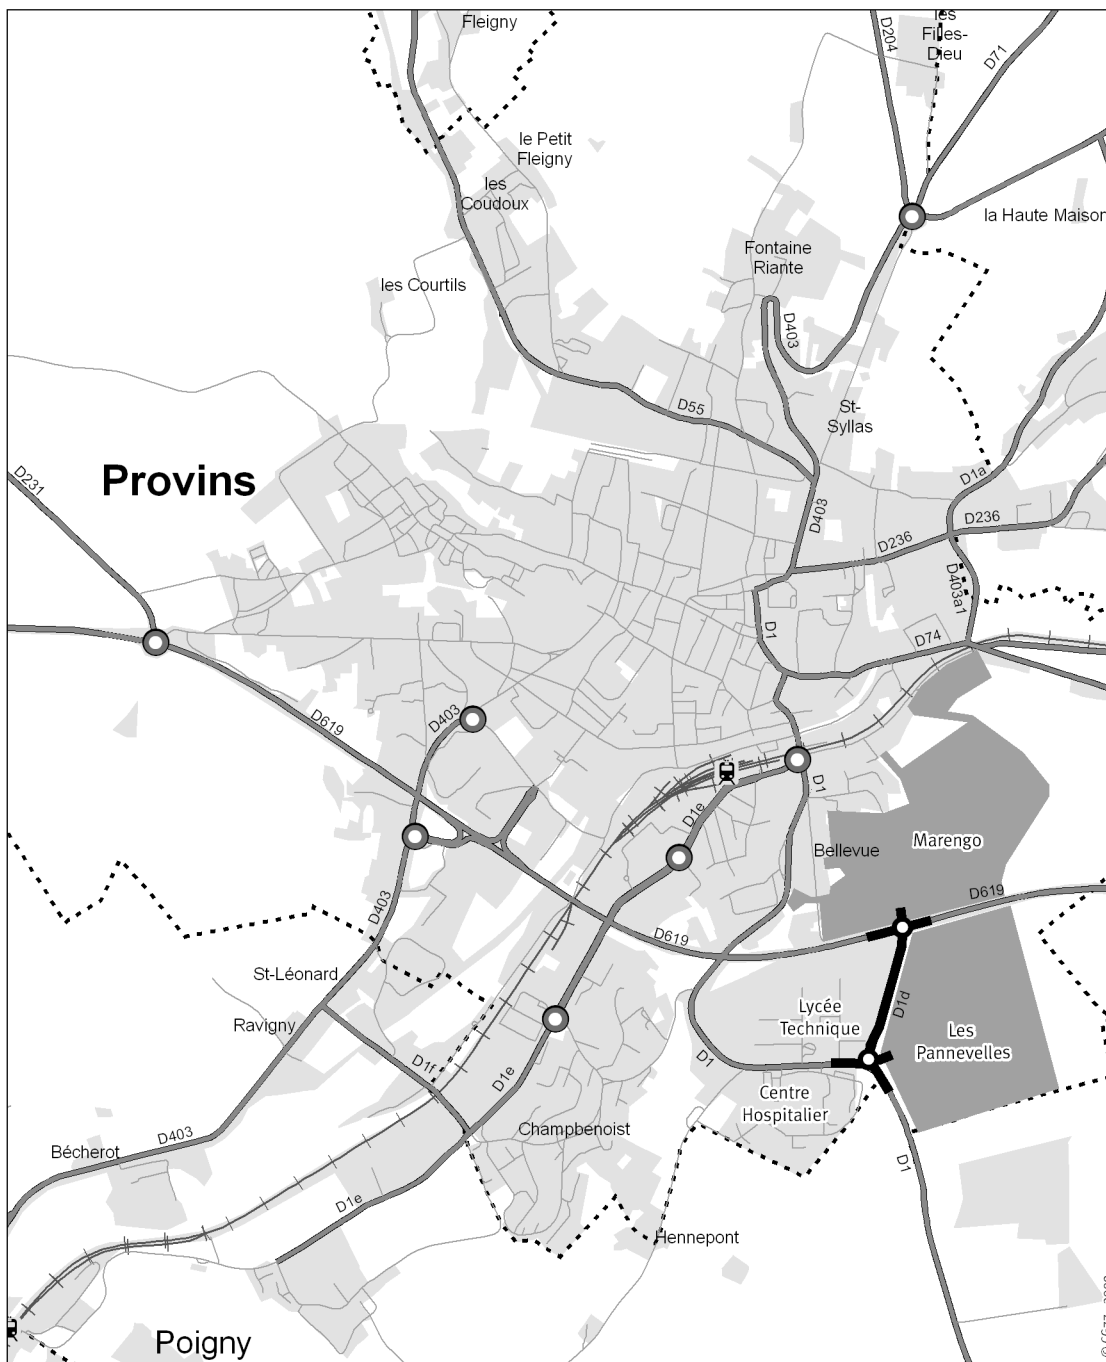 Fleigny
D204
les
Filles-
Dieu
D71
le Petit
Fleigny
les
Coudoux
la Haute Maison
Fontaine
Riante
les Courtils
D403
D55
St-
Syllas
Provins
D231
D1a
D403
D236
D236
D403a1
D1
D74
D403
D619
D1
D1e
Bellevue
Marengo
D619
D403
D619
St-Léonard
Lycée
Technique
D1d
Ravigny
Les
Pannevelles
D1
D1f
D1e
Centre
Hospitalier
Champbenoist
D403
Bécherot
D1
D1e
Hennepont
Poigny